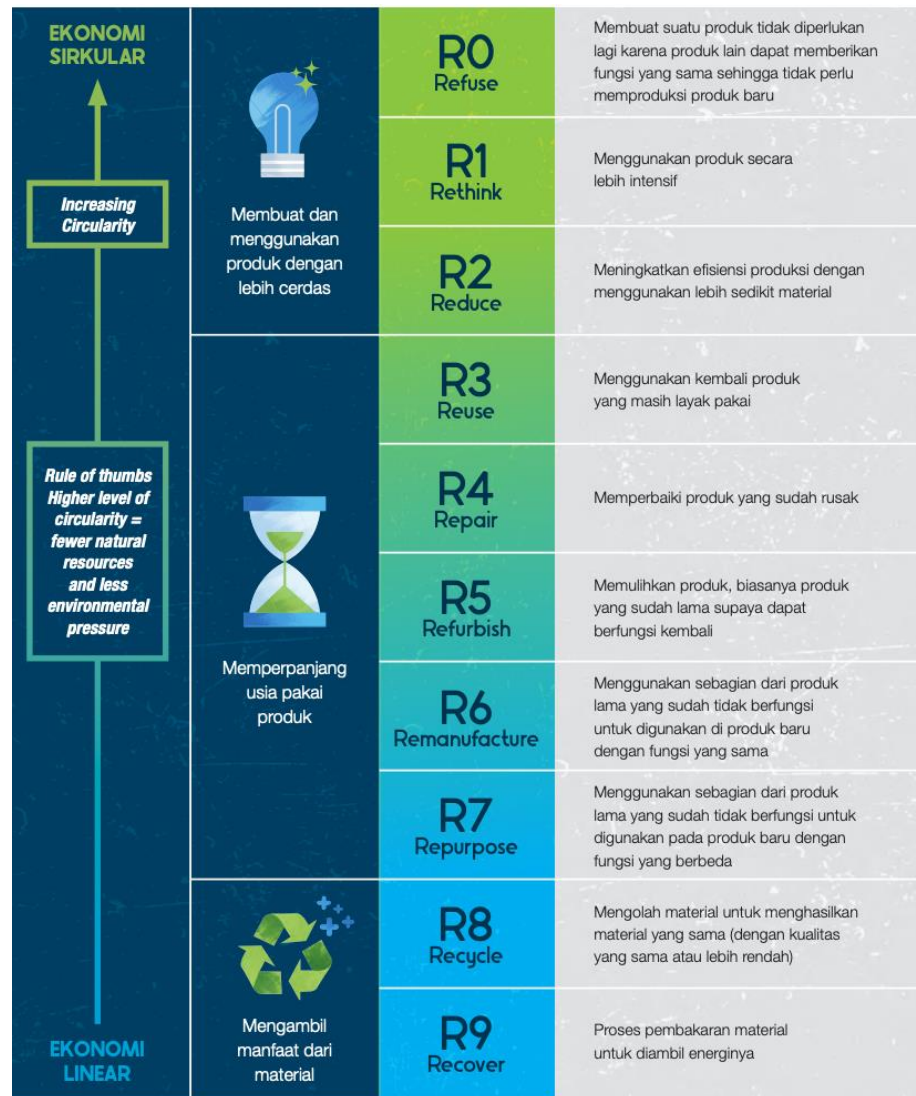 EKONOMI
SIRKULAR
Increasing
Circularity
Rule of thumbs
Higher level of
circularity =
fewer natural
resources
and less
environmental
pressure
EKONOMI
LINEAR
Membuat dan
menggunakan
produk dengan
lebih cerdas
R0
Refuse
Membuat suatu produk tidak diperlukan
lagi karena produk lain dapat memberikan
fungsi yang sama sehingga tidak perlu
memproduksi produk baru
R1
Rethink
Menggunakan produk secara
lebih intensif
R2
Reduce
Meningkatkan efisiensi produksi dengan
menggunakan lebih sedikit material
Memperpanjang
usia pakai
produk
R3
Reuse
Menggunakan kembali produk
yang masih layak pakai
R4
Repair
Memperbaiki produk yang sudah rusak
R5
Refurbish
Memulihkan produk, biasanya produk
yang sudah lama supaya dapat
berfungsi kembali
R6
Remanufacture
Menggunakan sebagian dari produk
lama yang sudah tidak berfungsi
untuk digunakan di produk baru
dengan fungsi yang sama
R7
Repurpose
Menggunakan sebagian dari produk
lama yang sudah tidak berfungsi untuk
digunakan pada produk baru dengan
fungsi yang berbeda
Mengambil
manfaat dari
material
R8
Recycle
Mengolah material untuk menghasilkan
material yang sama (dengan kualitas
yang sama atau lebih rendah)
R9
Recover
Proses pembakaran material
untuk diambil energinya